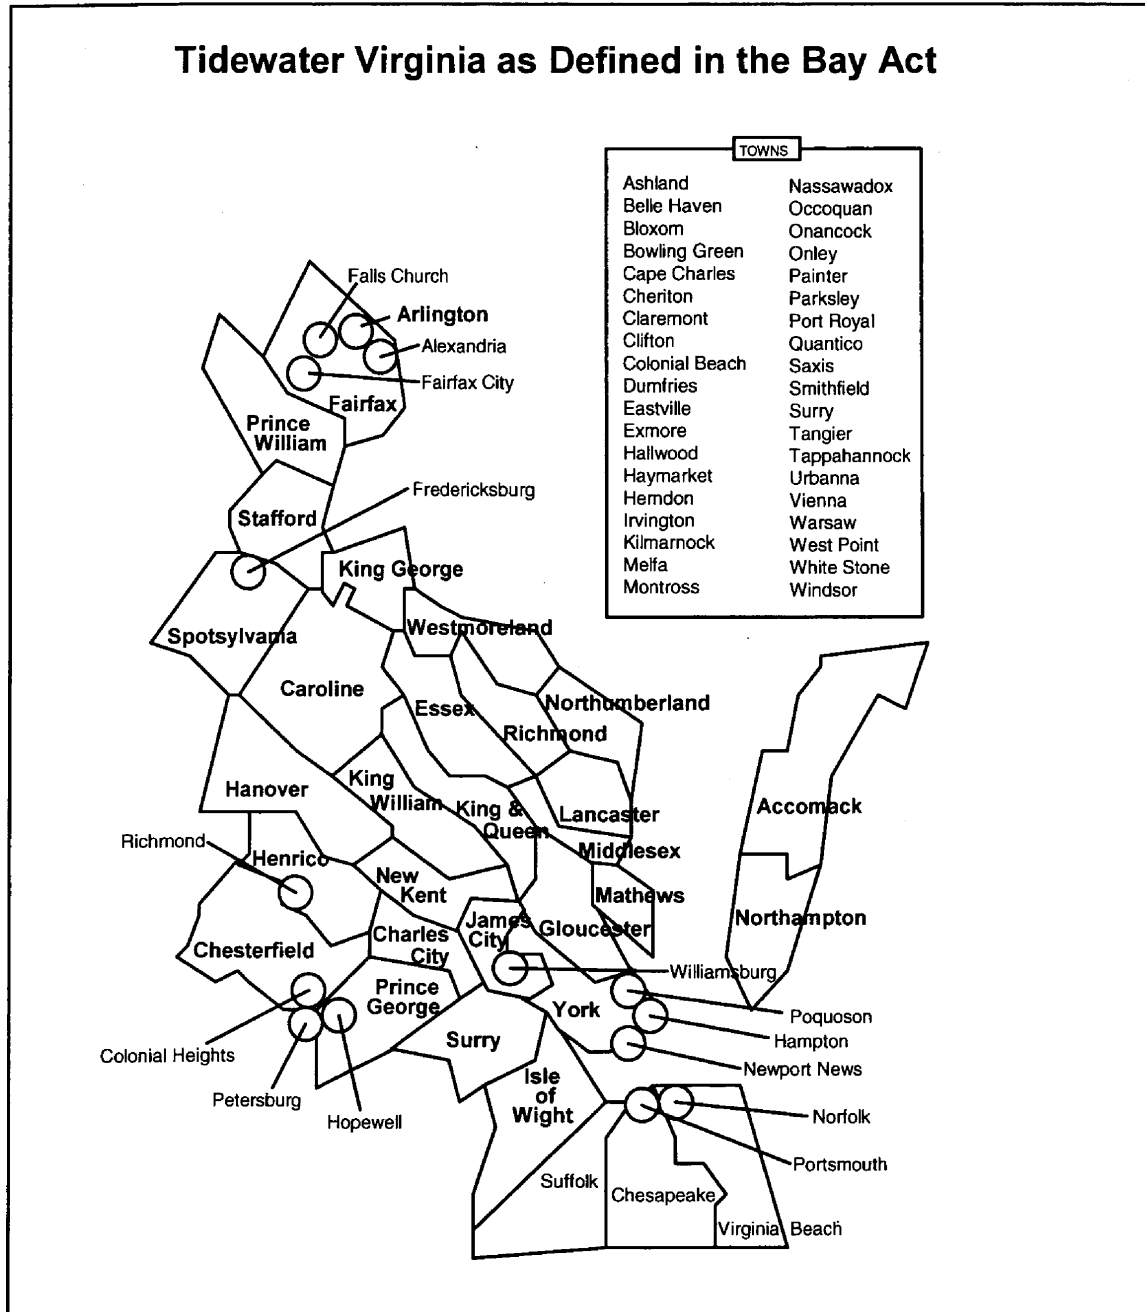 Tidewater Virginia as Defined in the Bay Act
TOWNS
Ashland
Belle Haven
Bloxom
Bowling Green
Cape Charles
Cheriton
Claremont
Clifton
Colonial Beach
Dumfries
Eastville
Exmore
Hallwood
Haymarket
Herndon
Irvington
Kilmarnock
Melfa
Montross
Nassawadox
Occoquan
Onancock
Onley
Painter
Parksley
Port Royal
Quantico
Saxis
Smithfield
Surry
Tangier
Tappahannock
Urbanna
Vienna
Warsaw
West Point
White Stone
Windsor
Falls Church
Arlington
Alexandria
Fairfax City
Fairfax
Prince
William
Fredericksburg
Stafford
King George
Westmoreland
Spotsylvania
Caroline
Essex
Northumberland
Richmond
Hanover
King
William
King &
Queen
Lancaster
Accomack
Richmond
Henrico
Middlesex
New
Kent
Mathews
James
City
Gloucester
Northampton
Charles
City
Chesterfield
Williamsburg
Prince
George
York
Poquoson
Hampton
Surry
Colonial Heights
Newport News
Petersburg
Hopewell
Isle
of
Wight
Norfolk
Portsmouth
Suffolk
Chesapeake
Virginia Beach